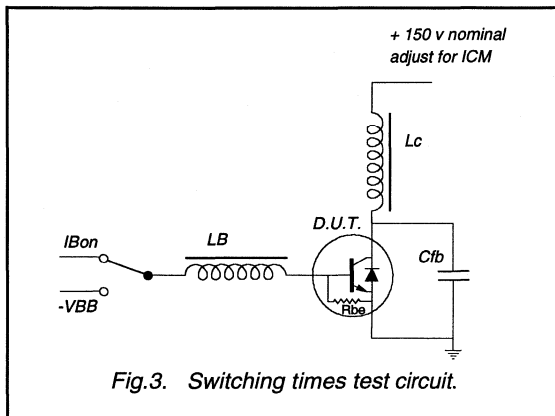 + 150 v nominal
adjust for ICM
Lc
D.U.T.
LB
IBon
Cfb
-VBB
Rbe
Fig.3. Switching times test circuit.